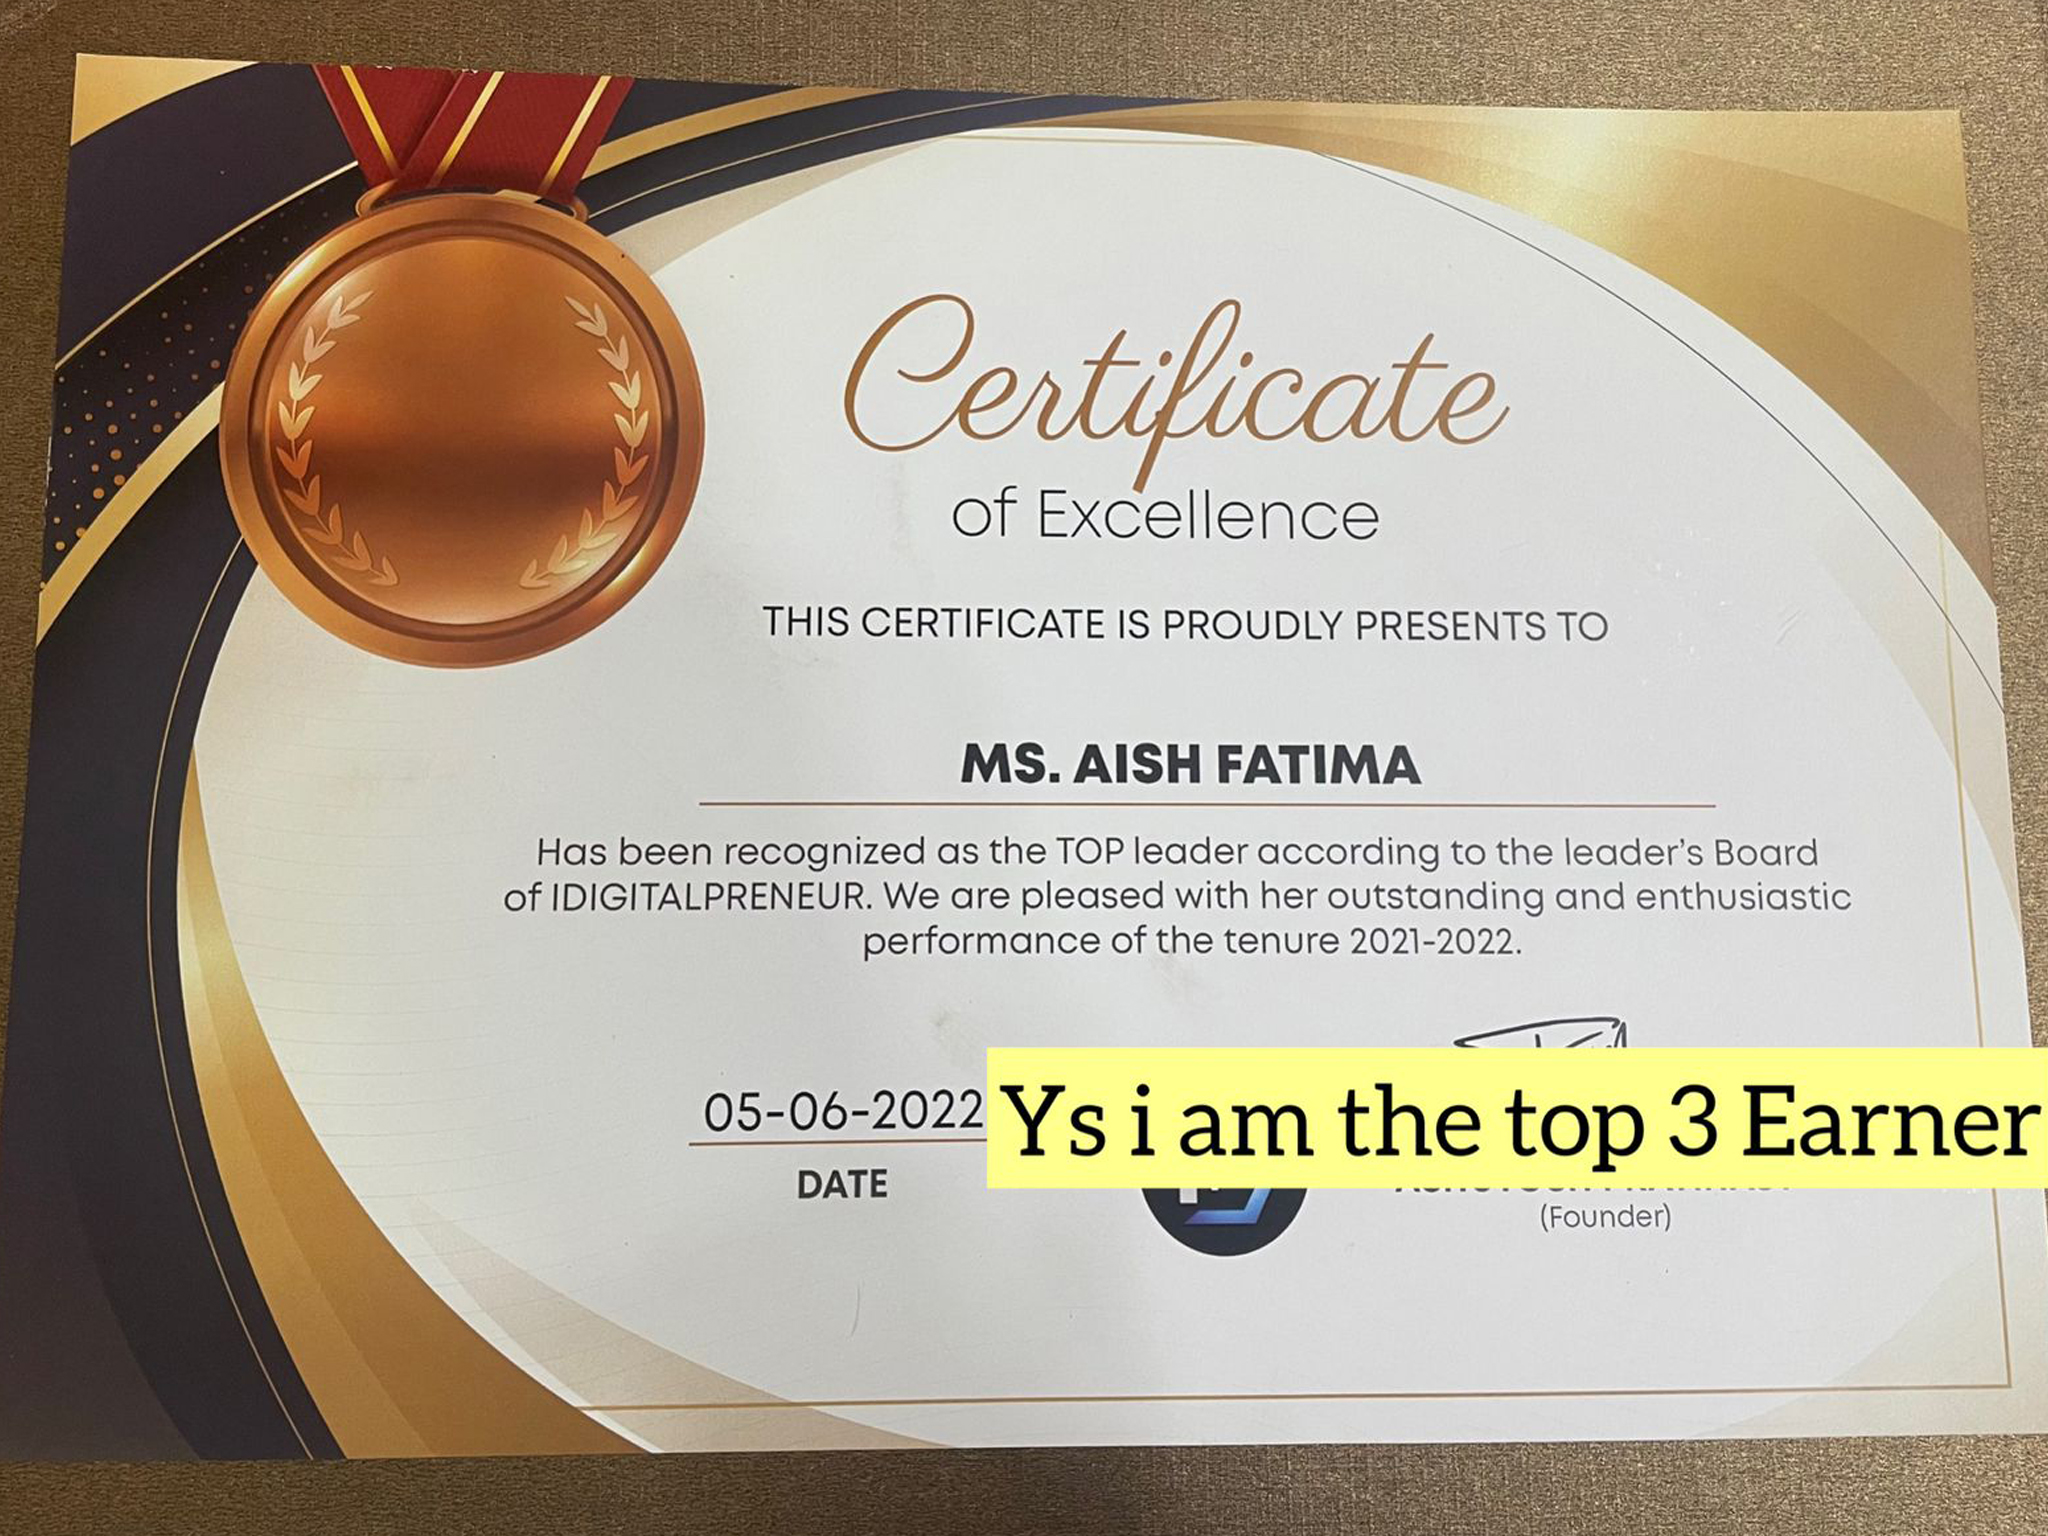 Certificate
of Excellence
THIS CERTIFICATE IS PROUDLY PRESENTS TO
MS. AISH FATIMA
Has been recognized as the TOP leader according to the leader's Board
of IDIGITALPRENEUR. We are pleased with her outstanding and enthusiastic
performance of the tenure 2021-2022.
05-06-2022
Ys i am the top 3 Earner
DATE
(Founder)